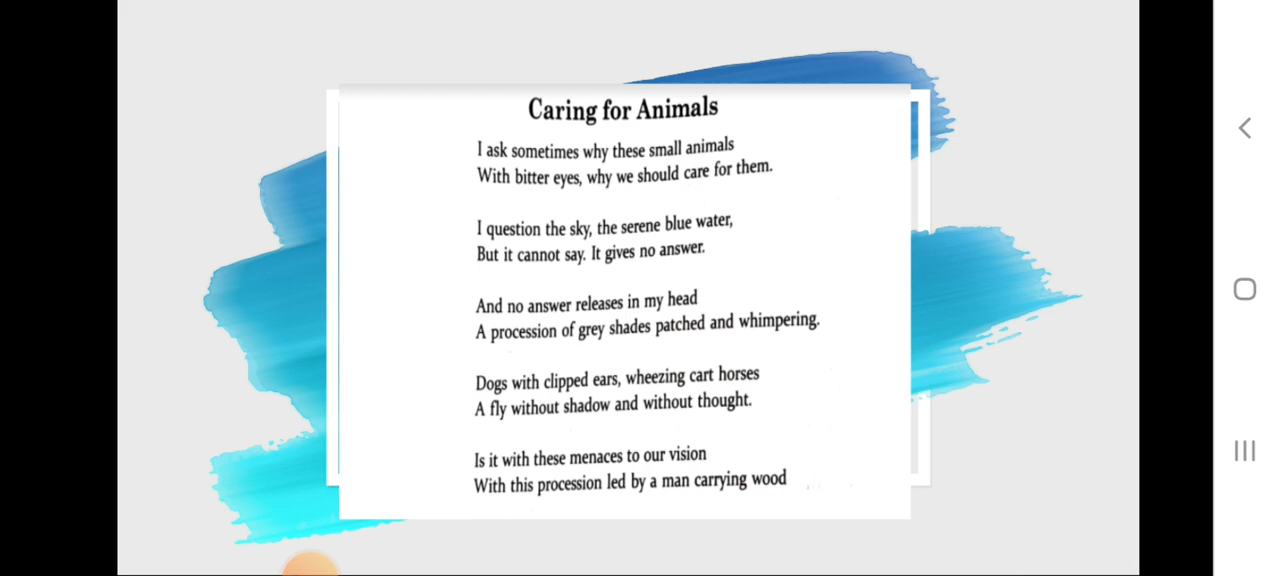 Caring for Animals
I ask sometimes why these small animals
With bitter eyes, why we should care for them.
I question the sky, the serene blue water,
But it cannot say. It gives no answer.
And no answer releases in my head
A procession of grey shades patched and whimpering.
Dogs with clipped ears, wheezing cart horses
A fly without shadow and without thought.
Is it with these menaces to our vision
With this procession led by a man carrying wood